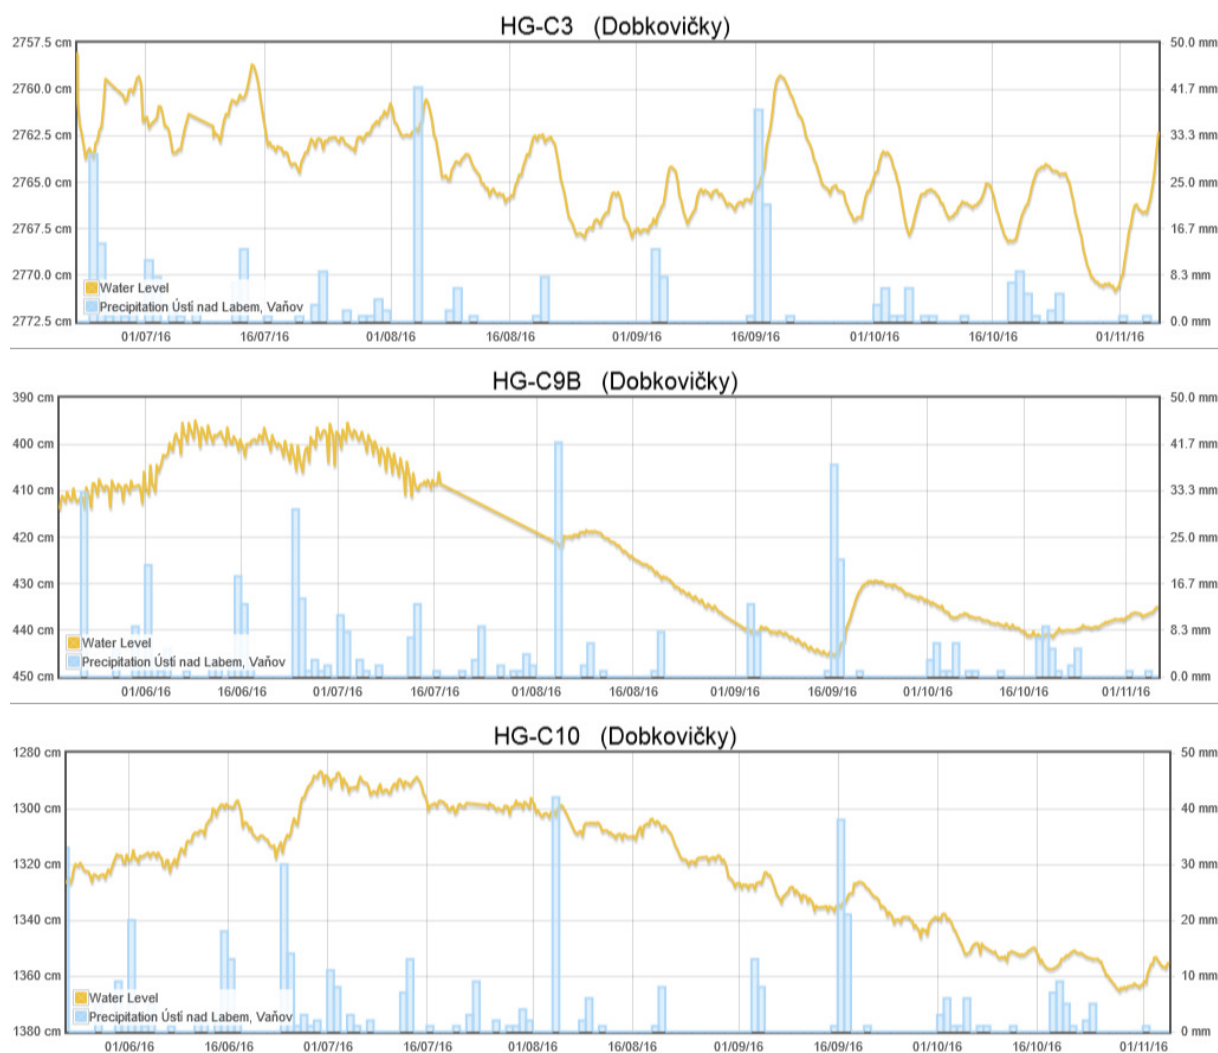 HG-C3 (Dobkovičky)
2757.5 cm 50.0 mm
2760.0 cm 41.7 mm
2762.5 cm 33.3 mm
2765.0 cm 25.0 mm
2767.5 cm 16.7 mm
2770.0 cm 8.3 mm
Water Level
Precipitation Ústí nad Labem, Vaňov
2772.5 cm 0.0 mm
01/07/16 16/07/16 01/08/16 16/08/16 01/09/16 16/09/16 01/10/16 16/10/16 01/11/16
HG-C9B (Dobkovičky)
390 cm 50.0 mm
400 cm 41.7 mm
410 cm 33.3 mm
420 cm 25.0 mm
430 cm 16.7 mm
440 cm 8.3 mm
Water Level
Precipitation Ústí nad Labem, Vaňov
450 cm 0.0 mm
01/06/16 16/06/16 01/07/16 16/07/16 01/08/16 16/08/16 01/09/16 16/09/16 01/10/16 16/10/16 01/11/16
HG-C10 (Dobkovičky)
1280 cm 50 mm
1300 cm 40 mm
1320 cm 30 mm
1340 cm 20 mm
1360 cm 10 mm
Water Level
Precipitation Ústí nad Labem, Vaňov
1380 cm 0 mm
01/06/16 16/06/16 01/07/16 16/07/16 01/08/16 16/08/16 01/09/16 16/09/16 01/10/16 16/10/16 01/11/16